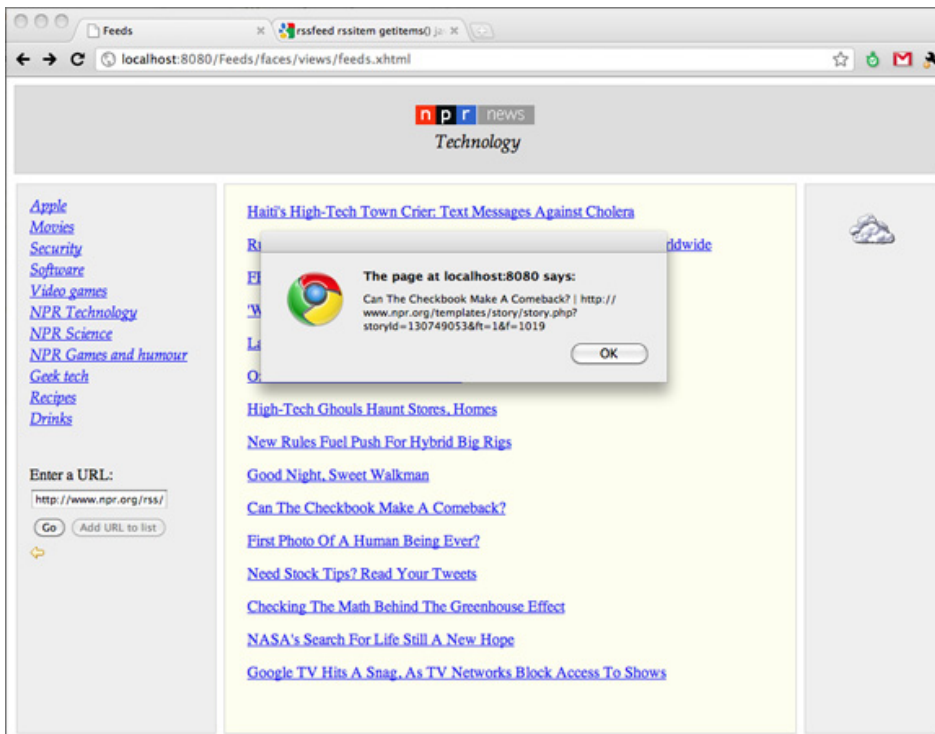 Feeds
rssfeed rssitem getitems()
localhost:8080/Feeds/faces/views/feeds.xhtml
npr news
Technology
Apple
Movies
Security
Software
Video games
NPR Technology
NPR Science
NPR Games and humour
Geek tech
Recipes
Drinks
Enter a URL:
http://www.npr.org/rss/
Go Add URL to list
Haiti's High-Tech Town Crier: Text Messages Against Cholera
The page at localhost:8080 says:
Can The Checkbook Make A Comeback? | http://
www.npr.org/templates/story/story.php?
storyId=130749053&ft=1&f=1019
OK
High-Tech Ghouls Haunt Stores, Homes
New Rules Fuel Push For Hybrid Big Rigs
Good Night, Sweet Walkman
Can The Checkbook Make A Comeback?
First Photo Of A Human Being Ever?
Need Stock Tips? Read Your Tweets
Checking The Math Behind The Greenhouse Effect
NASA's Search For Life Still A New Hope
Google TV Hits A Snag, As TV Networks Block Access To Shows